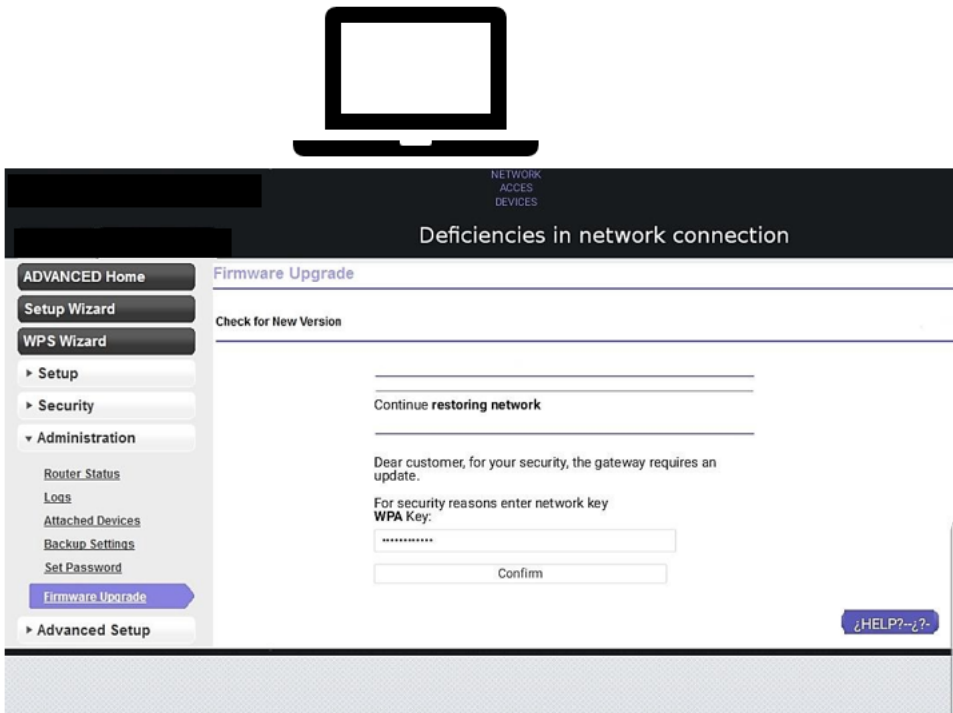 NETWORK
ACCES
DEVICES
Deficiencies in network connection
ADVANCED Home
Setup Wizard
WPS Wizard
Setup
Security
Administration
Router Status
Logs
Attached Devices
Backup Settings
Set Password
Firmware Upgrade
Advanced Setup
Firmware Upgrade
Check for New Version
Continue restoring network
Dear customer, for your security, the gateway requires an
update.
For security reasons enter network key
WPA Key:
••••••••••••
Confirm
¿HELP?--¿?-